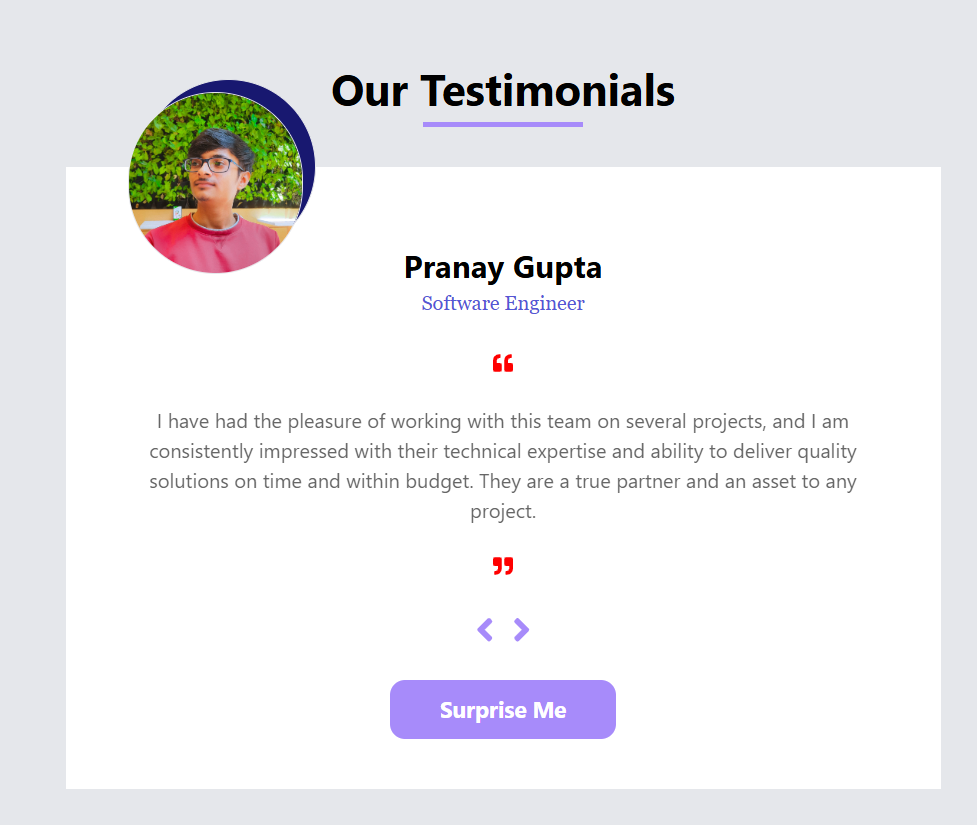 Our Testimonials
Pranay Gupta
Software Engineer
❝
I have had the pleasure of working with this team on several projects, and I am
consistently impressed with their technical expertise and ability to deliver quality
solutions on time and within budget. They are a true partner and an asset to any
project.
❞
Surprise Me